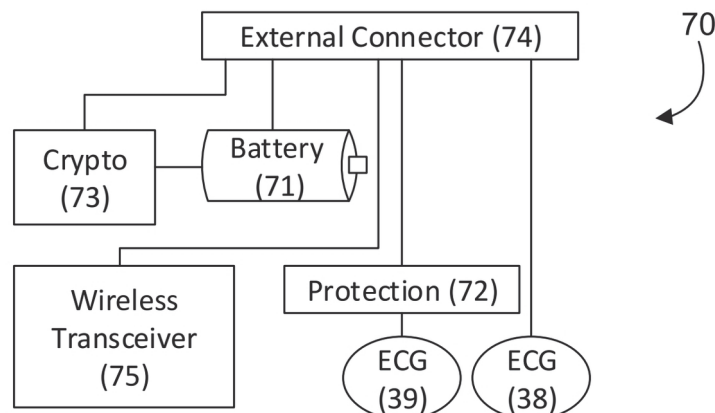 External Connector (74)
70
Crypto
(73)
Battery
(71)
Wireless
Transceiver
(75)
Protection (72)
ECG
(39)
ECG
(38)